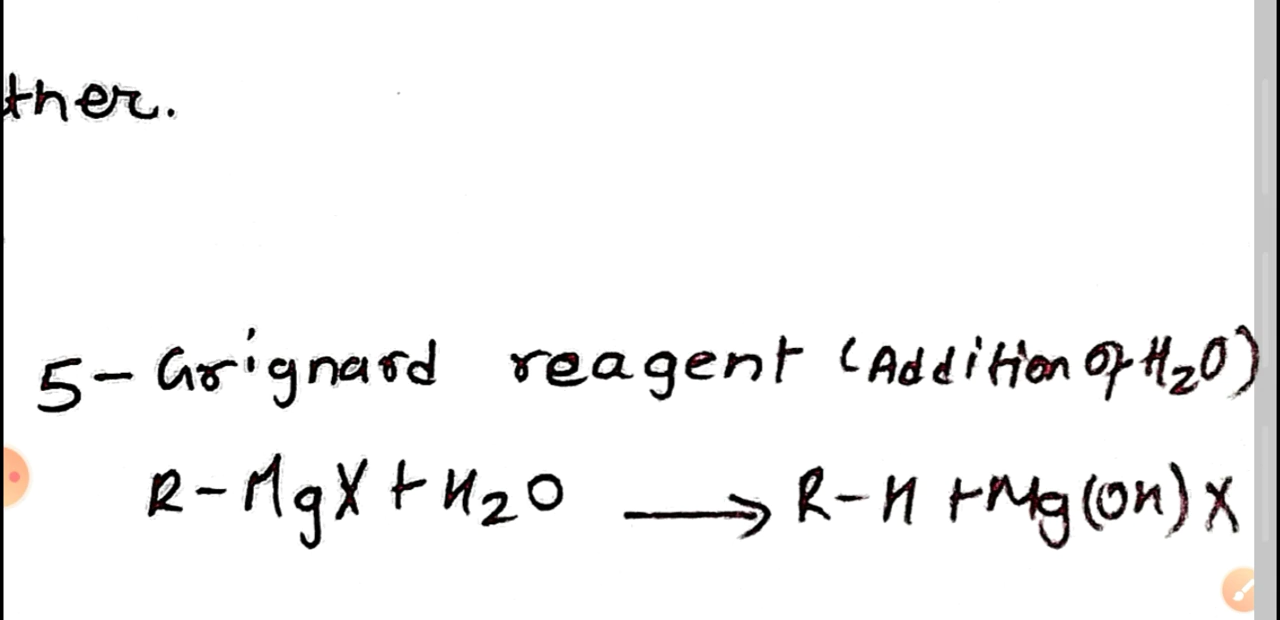 ther.
5- Grignard reagent (Addition of H₂O)
R-MgX + H₂O ⟶ R-H + Mg(OH)X